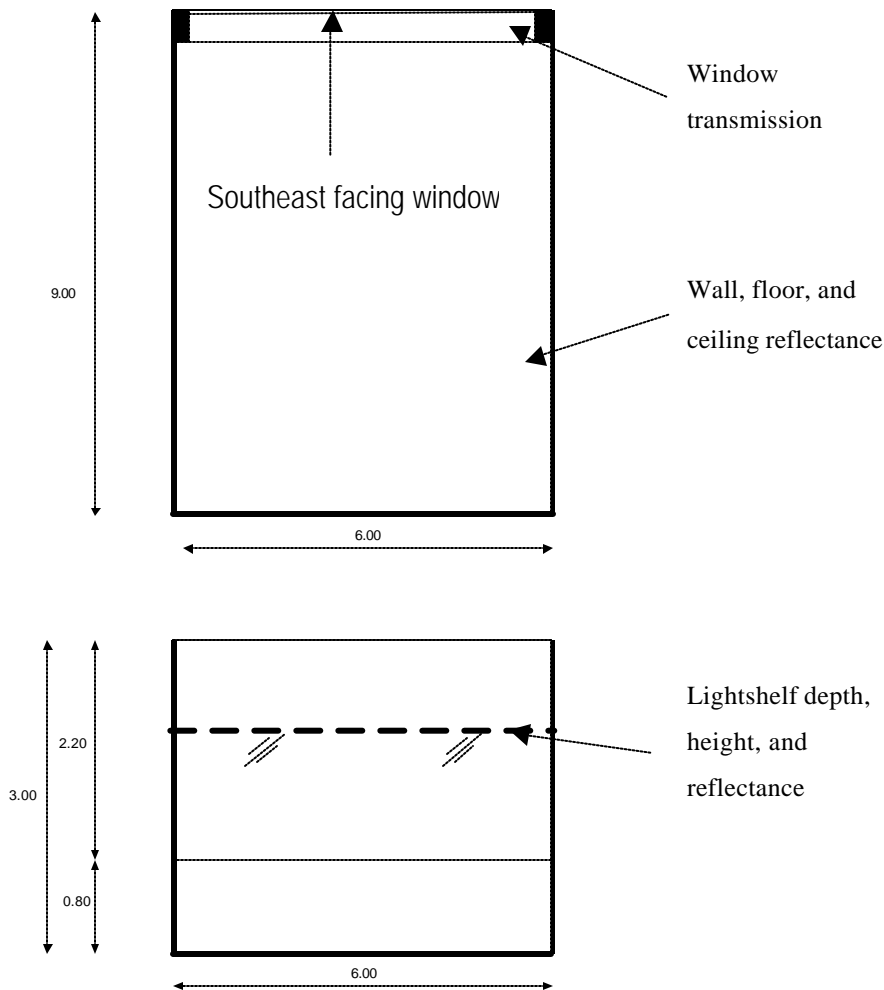 Window
transmission
Southeast facing window
9.00
Wall, floor, and
ceiling reflectance
6.00
Lightshelf depth,
height, and
reflectance
2.20
3.00
0.80
6.00